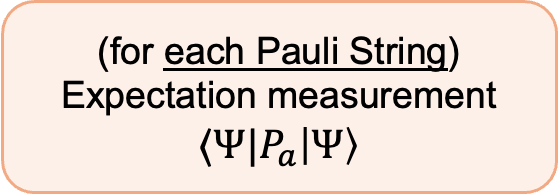 (for each Pauli String)
Expectation measurement
⟨Ψ|Pₐ|Ψ⟩